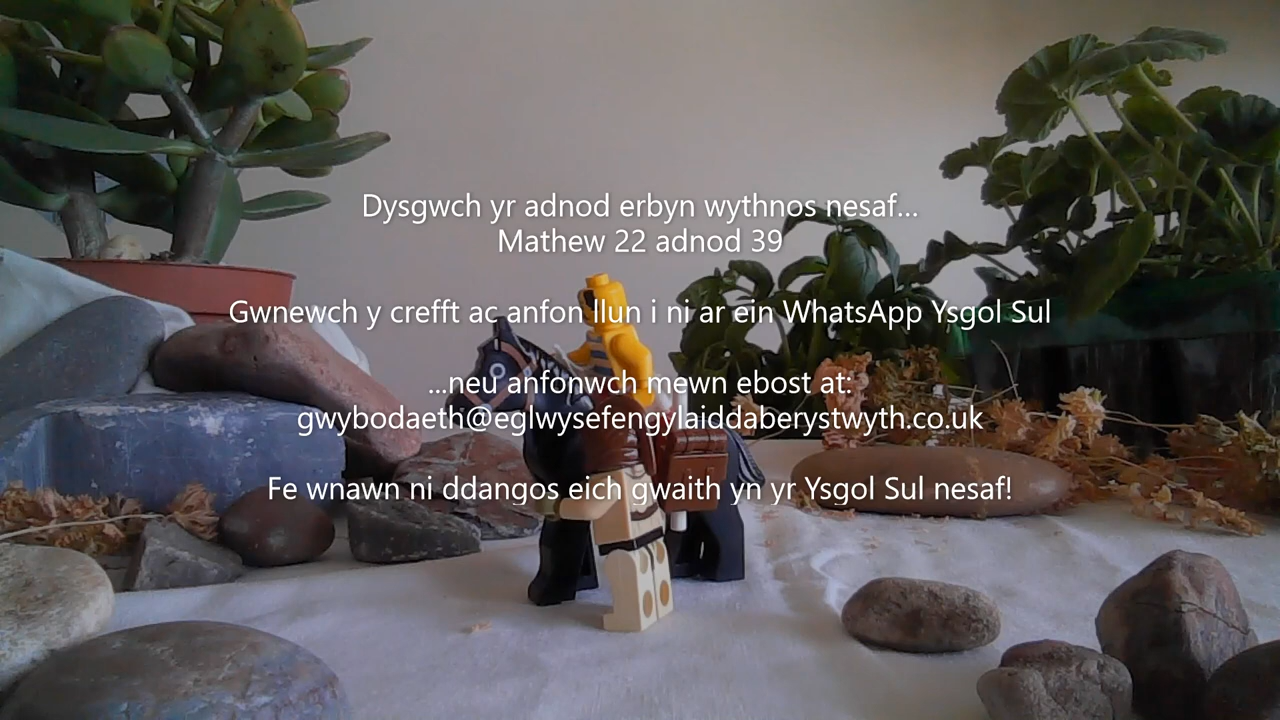 Dysgwch yr adnod erbyn wythnos nesaf...
Mathew 22 adnod 39
Gwnewch y crefft ac anfon llun i ni ar ein WhatsApp Ysgol Sul
...neu anfonwch mewn ebost at:
gwybodaeth@eglwysefengylaiddaberystwyth.co.uk
Fe wnawn ni ddangos eich gwaith yn yr Ysgol Sul nesaf!